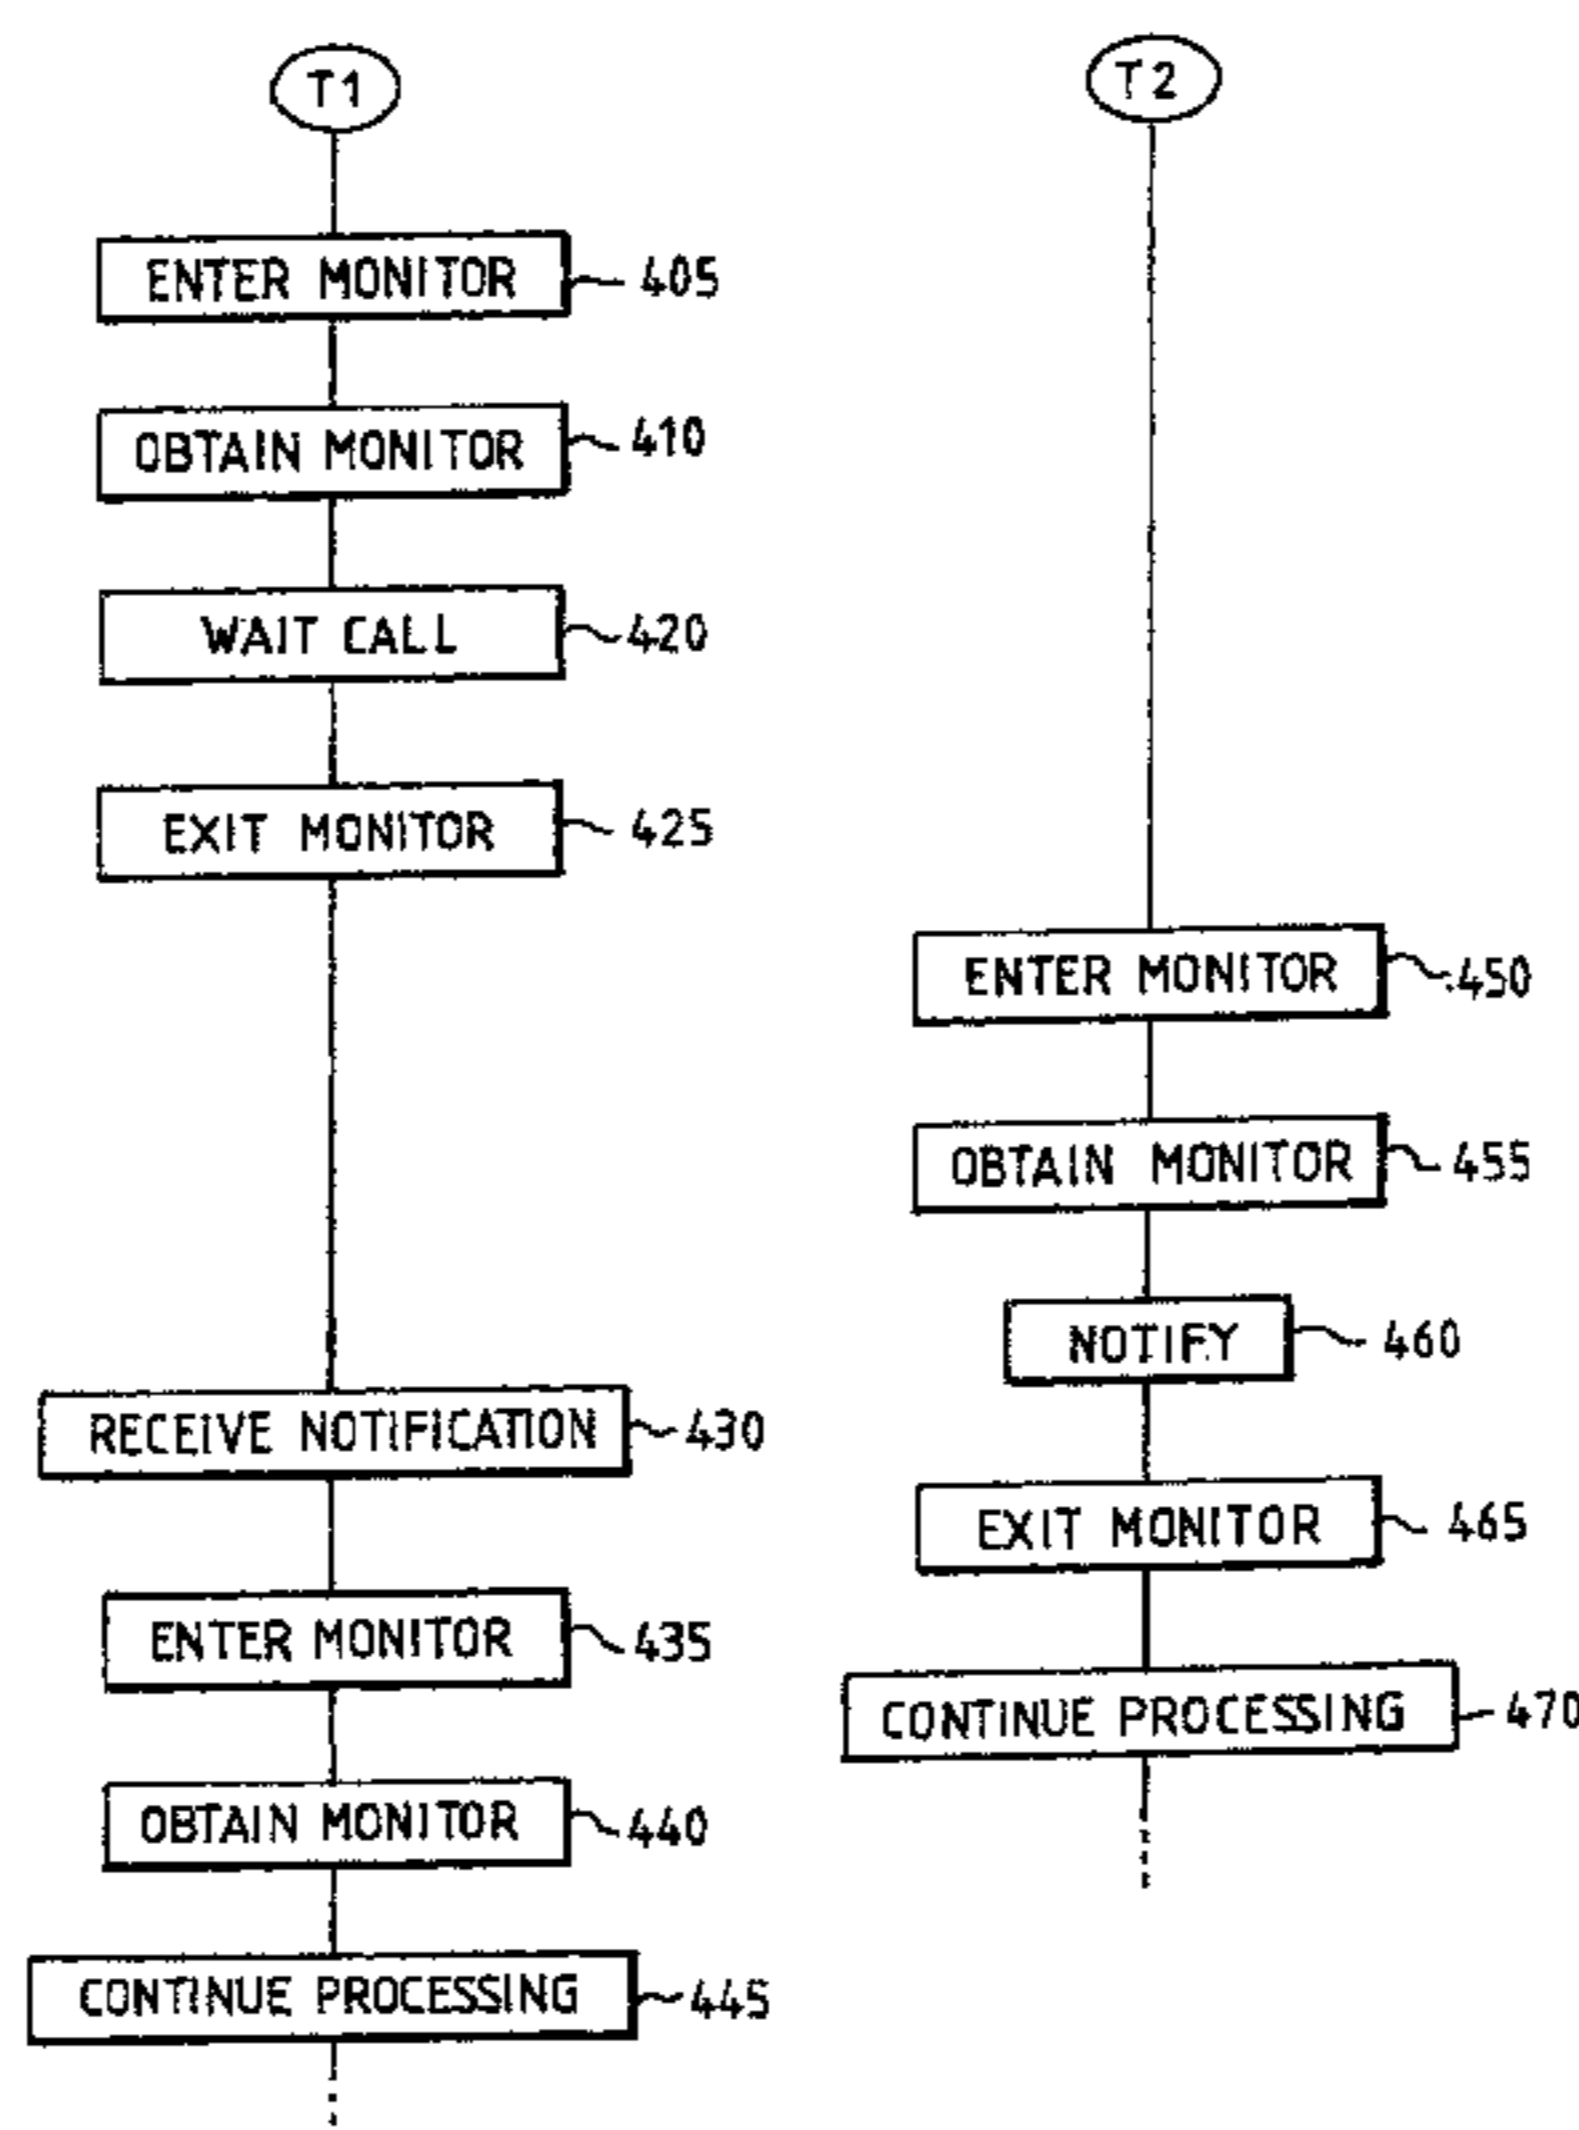 T1
ENTER MONITOR 405
OBTAIN MONITOR 410
WAIT CALL 420
EXIT MONITOR 425
RECEIVE NOTIFICATION 430
ENTER MONITOR 435
OBTAIN MONITOR 440
CONTINUE PROCESSING 445
T2
ENTER MONITOR 450
OBTAIN MONITOR 455
NOTIFY 460
EXIT MONITOR 465
CONTINUE PROCESSING 470